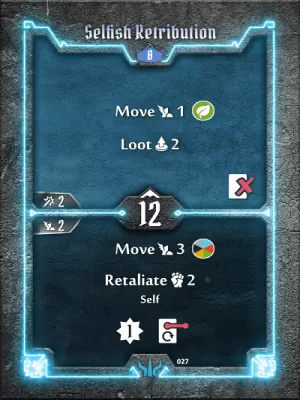 Selfish Retribution
8
Move 1
Loot 2
2
12
2
Move 3
Retaliate 2
Self
1
027